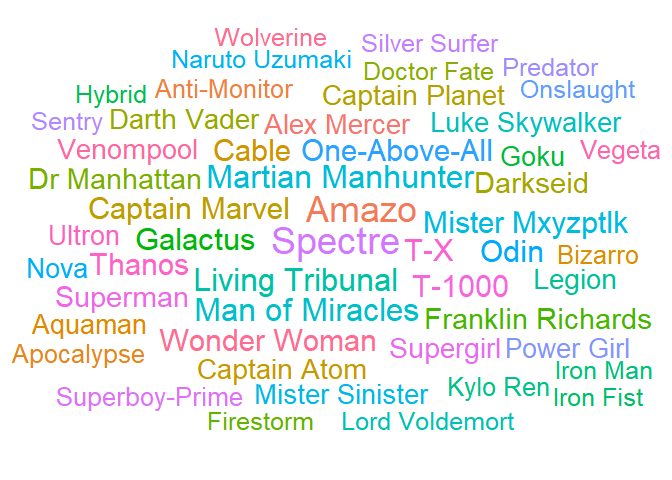 Wolverine
Silver Surfer
Naruto Uzumaki
Doctor Fate
Predator
Hybrid
Anti-Monitor
Captain Planet
Onslaught
Sentry
Darth Vader
Alex Mercer
Luke Skywalker
Venompool
Cable
One-Above-All
Goku
Vegeta
Dr Manhattan
Martian Manhunter
Darkseid
Captain Marvel
Amazo
Mister Mxyzptlk
Ultron
Galactus
Spectre
T-X
Odin
Bizarro
Nova
Thanos
Living Tribunal
T-1000
Legion
Superman
Man of Miracles
Franklin Richards
Aquaman
Wonder Woman
Supergirl
Power Girl
Apocalypse
Captain Atom
Iron Man
Superboy-Prime
Mister Sinister
Kylo Ren
Iron Fist
Firestorm
Lord Voldemort